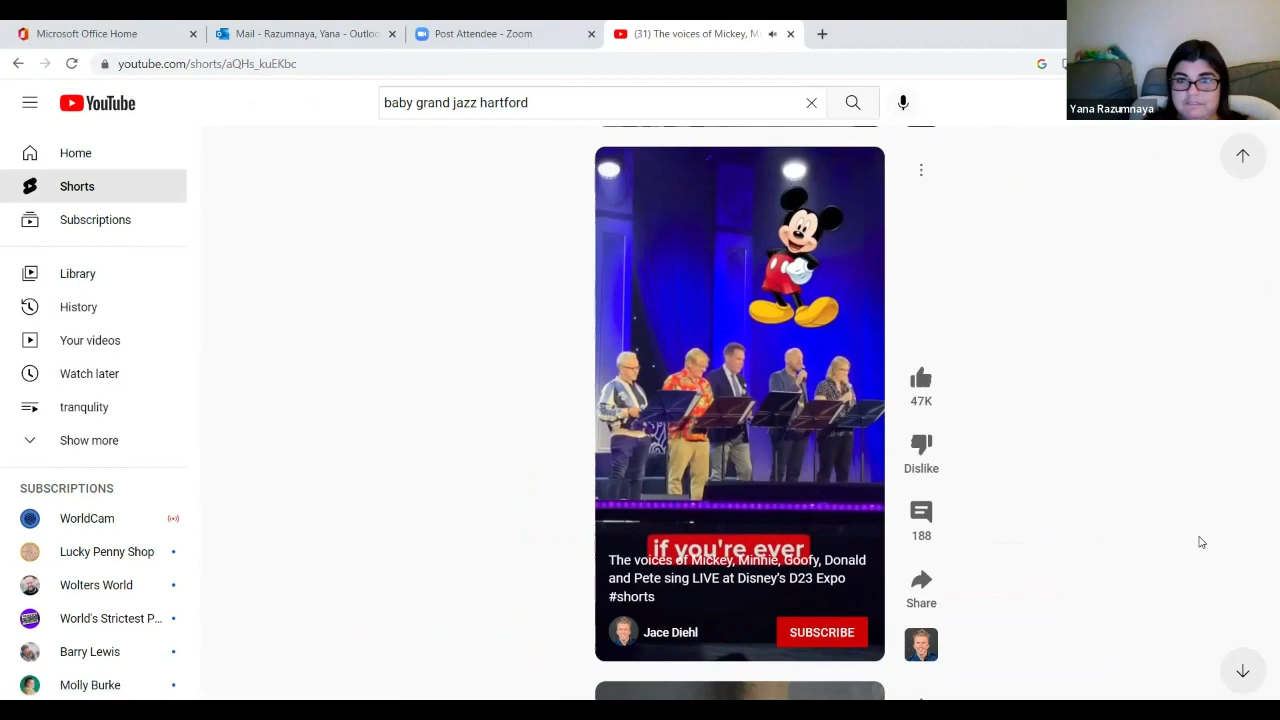 Microsoft Office Home
Mail - Razumnaya, Yana - Outloo
Post Attendee - Zoom
(31) The voices of Mickey, M
youtube.com/shorts/aQHs_kuEKbc
Yana Razumnaya
YouTube
baby grand jazz hartford
Home
Shorts
Subscriptions
Library
History
Your videos
Watch later
tranqulity
Show more
SUBSCRIPTIONS
WorldCam
Lucky Penny Shop
Wolters World
World's Strictest P...
Barry Lewis
Molly Burke
if you're ever
The voices of Mickey, Minnie, Goofy, Donald
and Pete sing LIVE at Disney's D23 Expo
#shorts
Jace Diehl
SUBSCRIBE
47K
Dislike
188
Share